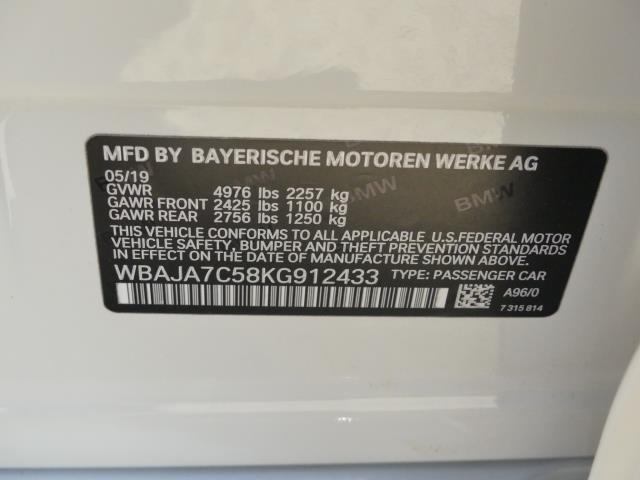 MFD BY BAYERISCHE MOTOREN WERKE AG
05/19
GVWR 4976 lbs 2257 kg
GAWR FRONT 2425 lbs 1100 kg
GAWR REAR 2756 lbs 1250 kg
THIS VEHICLE CONFORMS TO ALL APPLICABLE U.S.FEDERAL MOTOR
VEHICLE SAFETY, BUMPER AND THEFT PREVENTION STANDARDS
IN EFFECT ON THE DATE OF MANUFACTURE SHOWN ABOVE.
WBAJA7C58KG912433 TYPE: PASSENGER CAR
A96/0
7 315 814
BMW
BMW
BMW